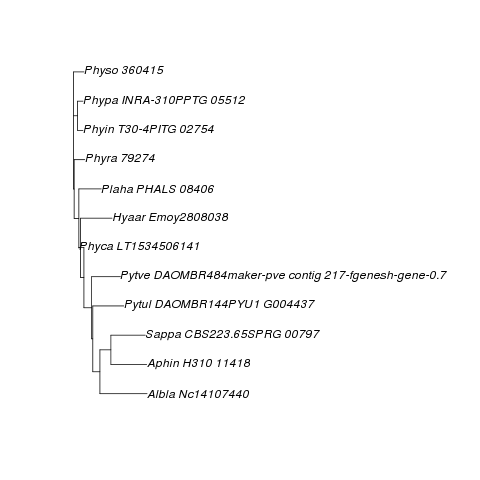 Physo 360415
Phypa INRA-310PPTG 05512
Phyin T30-4PITG 02754
Phyra 79274
Plaha PHALS 08406
Hyaar Emoy2808038
Phyca LT1534506141
Pytve DAOMBR484maker-pve contig 217-fgenesh-gene-0.7
Pytul DAOMBR144PYU1 G004437
Sappa CBS223.65SPRG 00797
Aphin H310 11418
Albla Nc14107440